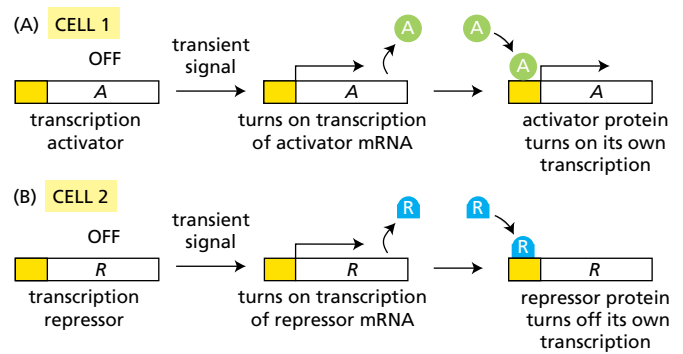 (A) CELL 1
OFF
transient
signal
A
A
A
A
A
A
transcription
activator
turns on transcription
of activator mRNA
activator protein
turns on its own
transcription
(B) CELL 2
OFF
transient
signal
R
R
R
R
R
R
transcription
repressor
turns on transcription
of repressor mRNA
repressor protein
turns off its own
transcription